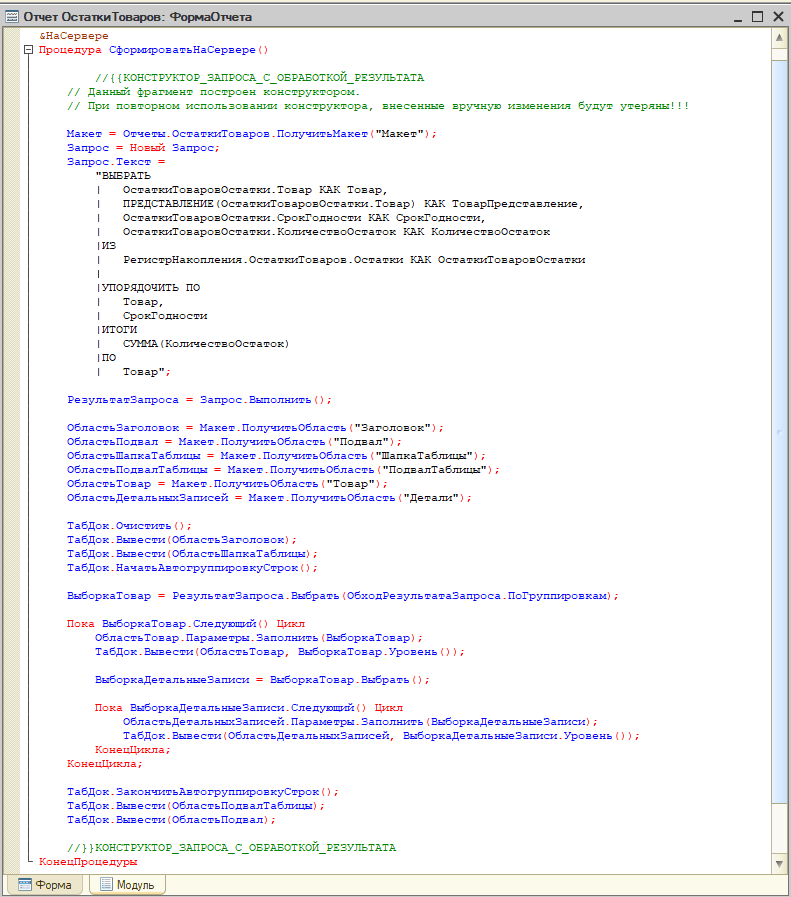 Отчет ОстаткиТоваров: ФормаОтчета
&НаСервере
Процедура СформироватьНаСервере()
//{{КОНСТРУКТОР_ЗАПРОСА_С_ОБРАБОТКОЙ_РЕЗУЛЬТАТА
// Данный фрагмент построен конструктором.
// При повторном использовании конструктора, внесенные вручную изменения будут утеряны!!!
Макет = Отчеты.ОстаткиТоваров.ПолучитьМакет("Макет");
Запрос = Новый Запрос;
Запрос.Текст =
"ВЫБРАТЬ
|   ОстаткиТоваровОстатки.Товар КАК Товар,
|   ПРЕДСТАВЛЕНИЕ(ОстаткиТоваровОстатки.Товар) КАК ТоварПредставление,
|   ОстаткиТоваровОстатки.СрокГодности КАК СрокГодности,
|   ОстаткиТоваровОстатки.КоличествоОстаток КАК КоличествоОстаток
|ИЗ
|   РегистрНакопления.ОстаткиТоваров.Остатки КАК ОстаткиТоваровОстатки
|
|УПОРЯДОЧИТЬ ПО
|   Товар,
|   СрокГодности
|ИТОГИ
|   СУММА(КоличествоОстаток)
|ПО
|   Товар";
РезультатЗапроса = Запрос.Выполнить();
ОбластьЗаголовок = Макет.ПолучитьОбласть("Заголовок");
ОбластьПодвал = Макет.ПолучитьОбласть("Подвал");
ОбластьШапкаТаблицы = Макет.ПолучитьОбласть("ШапкаТаблицы");
ОбластьПодвалТаблицы = Макет.ПолучитьОбласть("ПодвалТаблицы");
ОбластьТовар = Макет.ПолучитьОбласть("Товар");
ОбластьДетальныхЗаписей = Макет.ПолучитьОбласть("Детали");
ТабДок.Очистить();
ТабДок.Вывести(ОбластьЗаголовок);
ТабДок.Вывести(ОбластьШапкаТаблицы);
ТабДок.НачатьАвтогруппировкуСтрок();
ВыборкаТовар = РезультатЗапроса.Выбрать(ОбходРезультатаЗапроса.ПоГруппировкам);
Пока ВыборкаТовар.Следующий() Цикл
ОбластьТовар.Параметры.Заполнить(ВыборкаТовар);
ТабДок.Вывести(ОбластьТовар, ВыборкаТовар.Уровень());
ВыборкаДетальныеЗаписи = ВыборкаТовар.Выбрать();
Пока ВыборкаДетальныеЗаписи.Следующий() Цикл
ОбластьДетальныхЗаписей.Параметры.Заполнить(ВыборкаДетальныеЗаписи);
ТабДок.Вывести(ОбластьДетальныхЗаписей, ВыборкаДетальныеЗаписи.Уровень());
КонецЦикла;
КонецЦикла;
ТабДок.ЗакончитьАвтогруппировкуСтрок();
ТабДок.Вывести(ОбластьПодвалТаблицы);
ТабДок.Вывести(ОбластьПодвал);
//}}КОНСТРУКТОР_ЗАПРОСА_С_ОБРАБОТКОЙ_РЕЗУЛЬТАТА
КонецПроцедуры
Форма Модуль